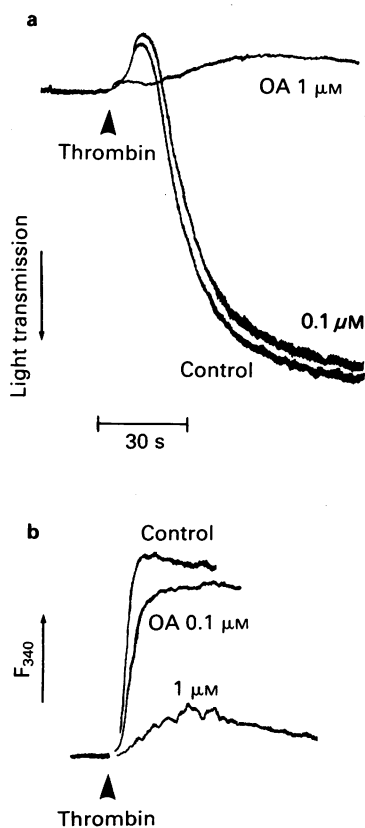 a
OA 1 μM
Thrombin
Light transmission
0.1 μM
Control
30 s
b
Control
OA 0.1 μM
F340
1 μM
Thrombin